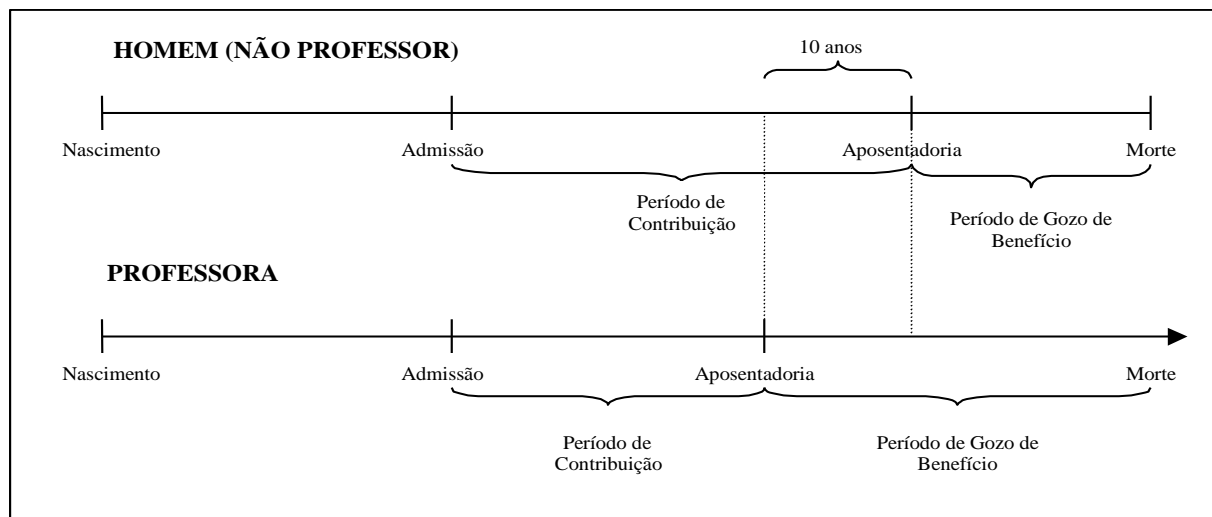 HOMEM (NÃO PROFESSOR)
10 anos
Nascimento
Admissão
Aposentadoria
Morte
Período de
Contribuição
Período de Gozo de
Benefício
PROFESSORA
Nascimento
Admissão
Aposentadoria
Morte
Período de
Contribuição
Período de Gozo de
Benefício